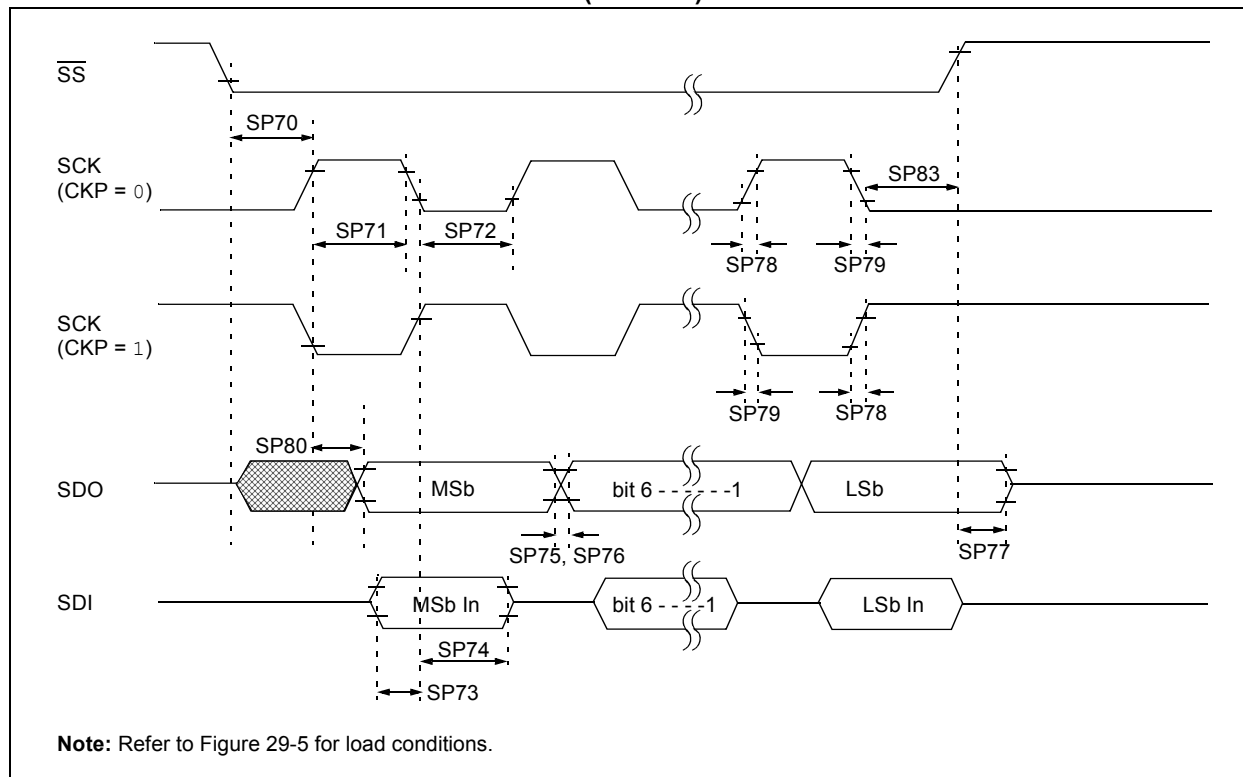 SS
SP70
SCK
(CKP = 0)
SP83
SP71
SP72
SP78
SP79
SCK
(CKP = 1)
SP79
SP78
SP80
SDO
MSb
bit 6 - - - - - -1
LSb
SP75, SP76
SP77
SDI
MSb In
bit 6 - - - -1
LSb In
SP74
SP73
Note: Refer to Figure 29-5 for load conditions.